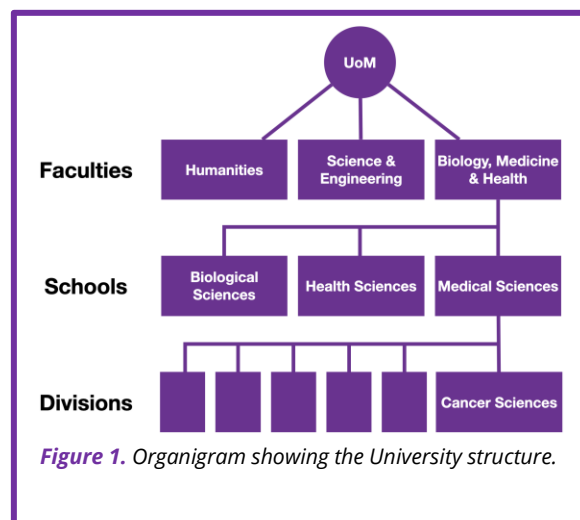 UoM
Faculties
Humanities
Science &
Engineering
Biology, Medicine
& Health
Schools
Biological
Sciences
Health Sciences
Medical Sciences
Divisions
Cancer Sciences
Figure 1. Organigram showing the University structure.